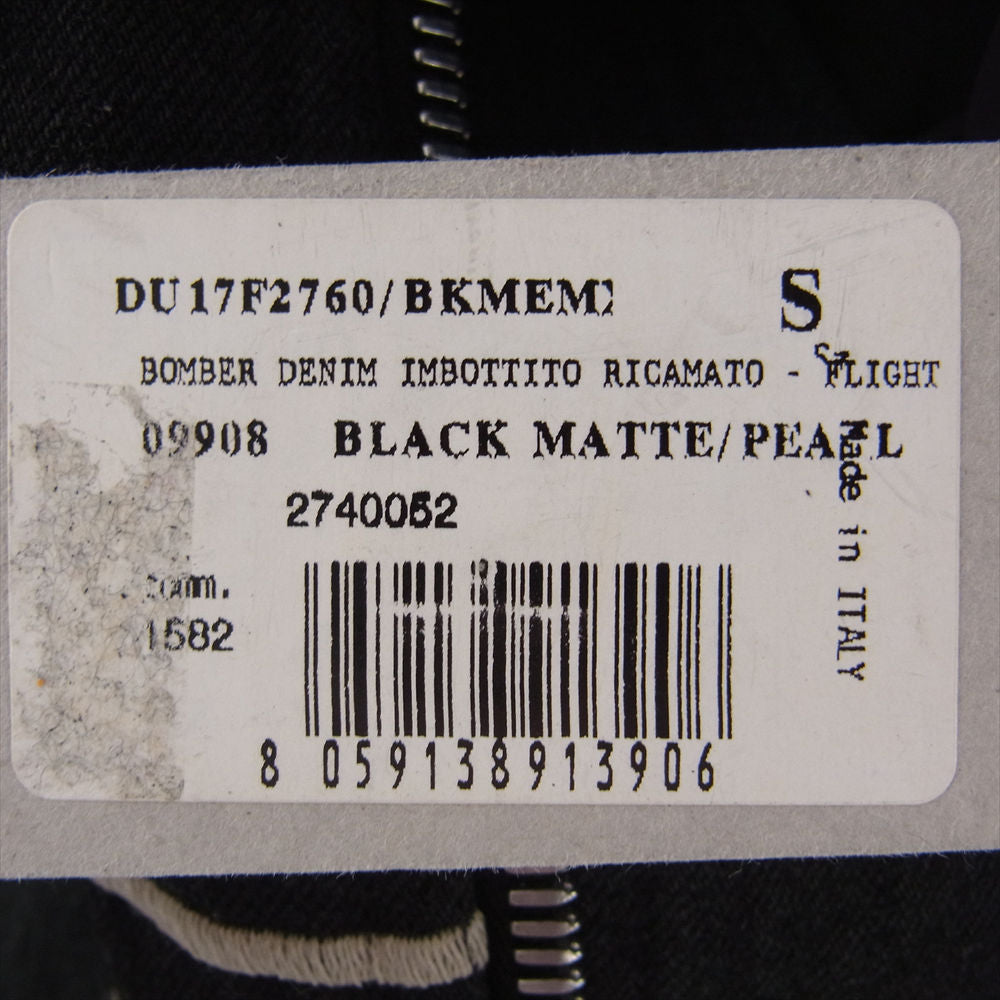 DU17F2760/BKMEM
S
BOMBER DENIM IMBOTTITO RICAMATO - FLIGHT
09908 BLACK MATTE/PEARL
2740052
Made in ITALY
comm.
1582
8 059138913906